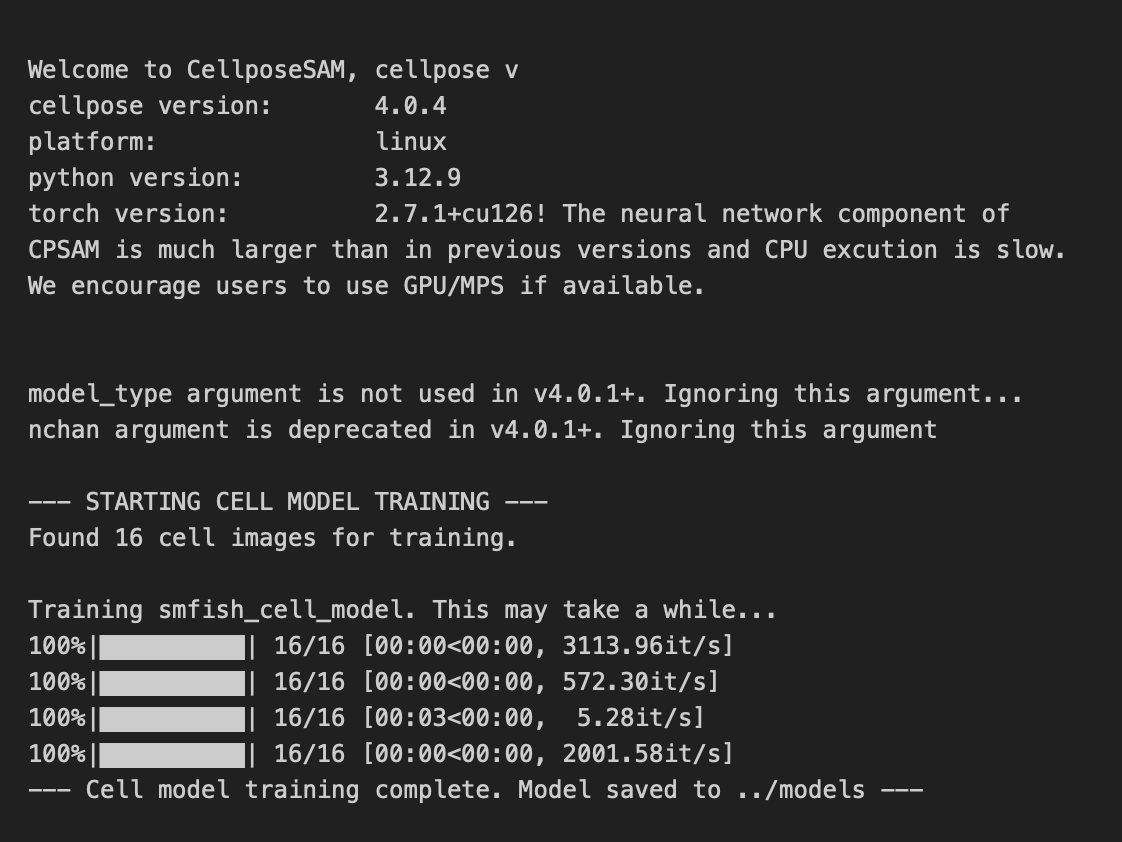 Welcome to CellposeSAM, cellpose v
cellpose version:       4.0.4
platform:               linux
python version:         3.12.9
torch version:          2.7.1+cu126! The neural network component of
CPSAM is much larger than in previous versions and CPU excution is slow.
We encourage users to use GPU/MPS if available.
model_type argument is not used in v4.0.1+. Ignoring this argument...
nchan argument is deprecated in v4.0.1+. Ignoring this argument
--- STARTING CELL MODEL TRAINING ---
Found 16 cell images for training.
Training smfish_cell_model. This may take a while...
100%|██████████| 16/16 [00:00<00:00, 3113.96it/s]
100%|██████████| 16/16 [00:00<00:00, 572.30it/s]
100%|██████████| 16/16 [00:03<00:00,  5.28it/s]
100%|██████████| 16/16 [00:00<00:00, 2001.58it/s]
--- Cell model training complete. Model saved to ../models ---